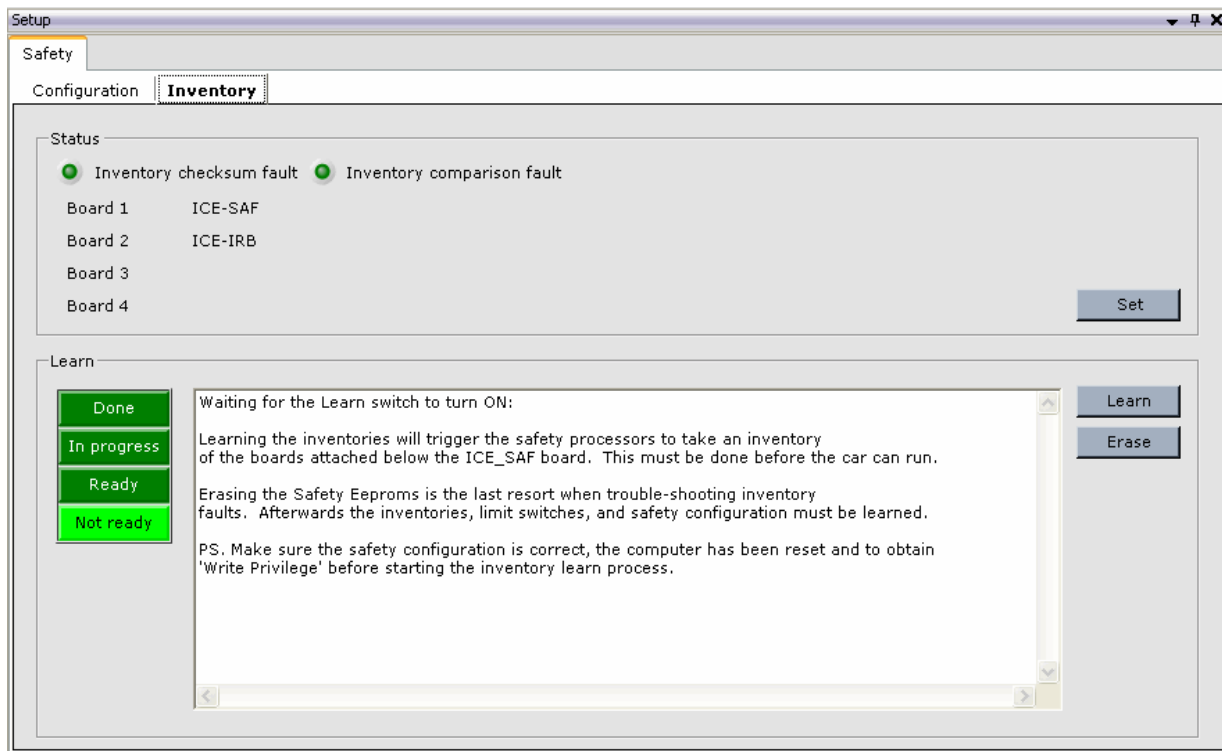 Setup
Safety
Configuration Inventory
Status
Inventory checksum fault Inventory comparison fault
Board 1 ICE-SAF
Board 2 ICE-IRB
Board 3
Board 4
Set
Learn
Done
In progress
Ready
Not ready
Waiting for the Learn switch to turn ON:
Learning the inventories will trigger the safety processors to take an inventory
of the boards attached below the ICE_SAF board. This must be done before the car can run.
Erasing the Safety Eeproms is the last resort when trouble-shooting inventory
faults. Afterwards the inventories, limit switches, and safety configuration must be learned.
PS. Make sure the safety configuration is correct, the computer has been reset and to obtain
'Write Privilege' before starting the inventory learn process.
Learn
Erase